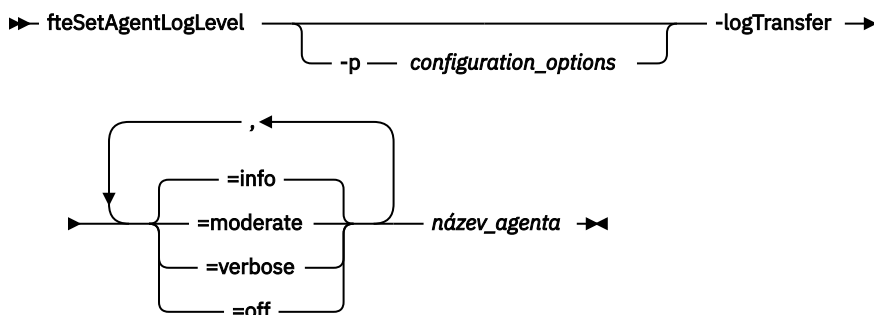 fteSetAgentLogLevel -logTransfer
-p configuration_options
,
=info
=moderate název_agenta
=verbose
=off